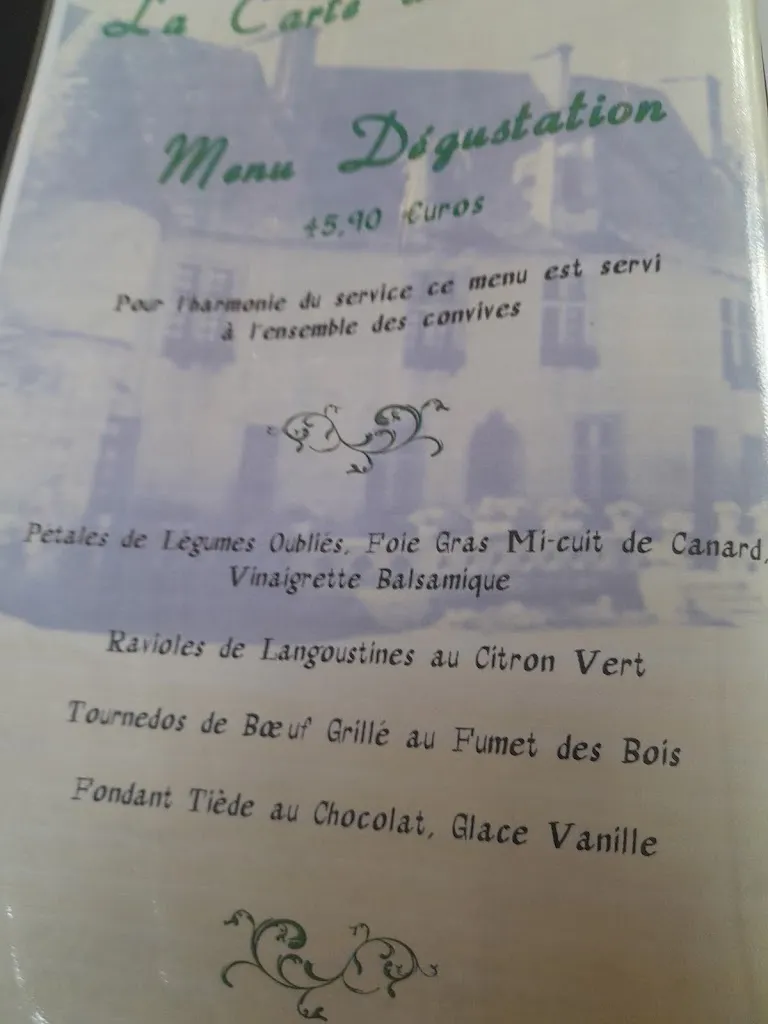 La Carte
Menu Dégustation
45,90 Euros
Pour l'harmonie du service ce menu est servi
à l'ensemble des convives
Pétales de Légumes Oubliés, Foie Gras Mi-cuit de Canard,
Vinaigrette Balsamique
Ravioles de Langoustines au Citron Vert
Tournedos de Bœuf Grillé au Fumet des Bois
Fondant Tiède au Chocolat, Glace Vanille